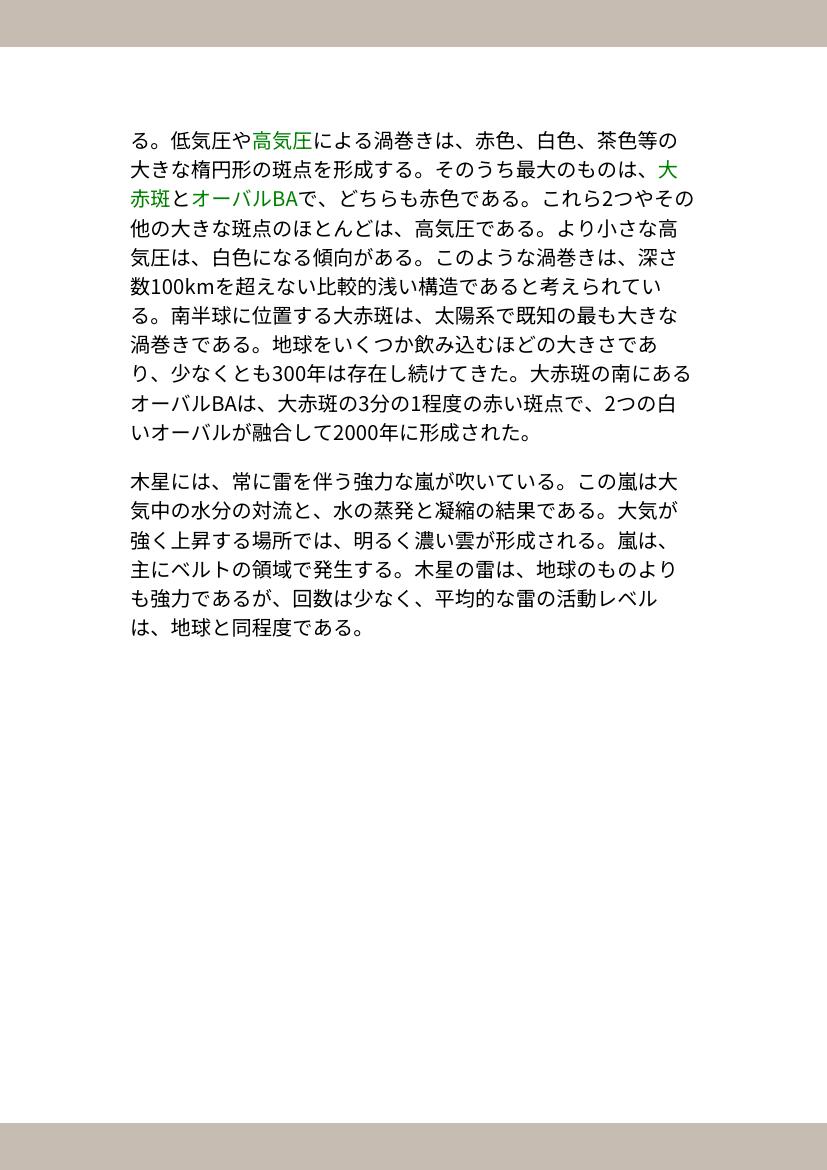 る。低気圧や高気圧による渦巻きは、赤色、白色、茶色等の
大きな楕円形の斑点を形成する。そのうち最大のものは、大
赤斑とオーバルBAで、どちらも赤色である。これら2つやその
他の大きな斑点のほとんどは、高気圧である。より小さな高
気圧は、白色になる傾向がある。このような渦巻きは、深さ
数100kmを超えない比較的浅い構造であると考えられてい
る。南半球に位置する大赤斑は、太陽系で既知の最も大きな
渦巻きである。地球をいくつか飲み込むほどの大きさであ
り、少なくとも300年は存在し続けてきた。大赤斑の南にある
オーバルBAは、大赤斑の3分の1程度の赤い斑点で、2つの白
いオーバルが融合して2000年に形成された。
木星には、常に雷を伴う強力な嵐が吹いている。この嵐は大
気中の水分の対流と、水の蒸発と凝縮の結果である。大気が
強く上昇する場所では、明るく濃い雲が形成される。嵐は、
主にベルトの領域で発生する。木星の雷は、地球のものより
も強力であるが、回数は少なく、平均的な雷の活動レベル
は、地球と同程度である。